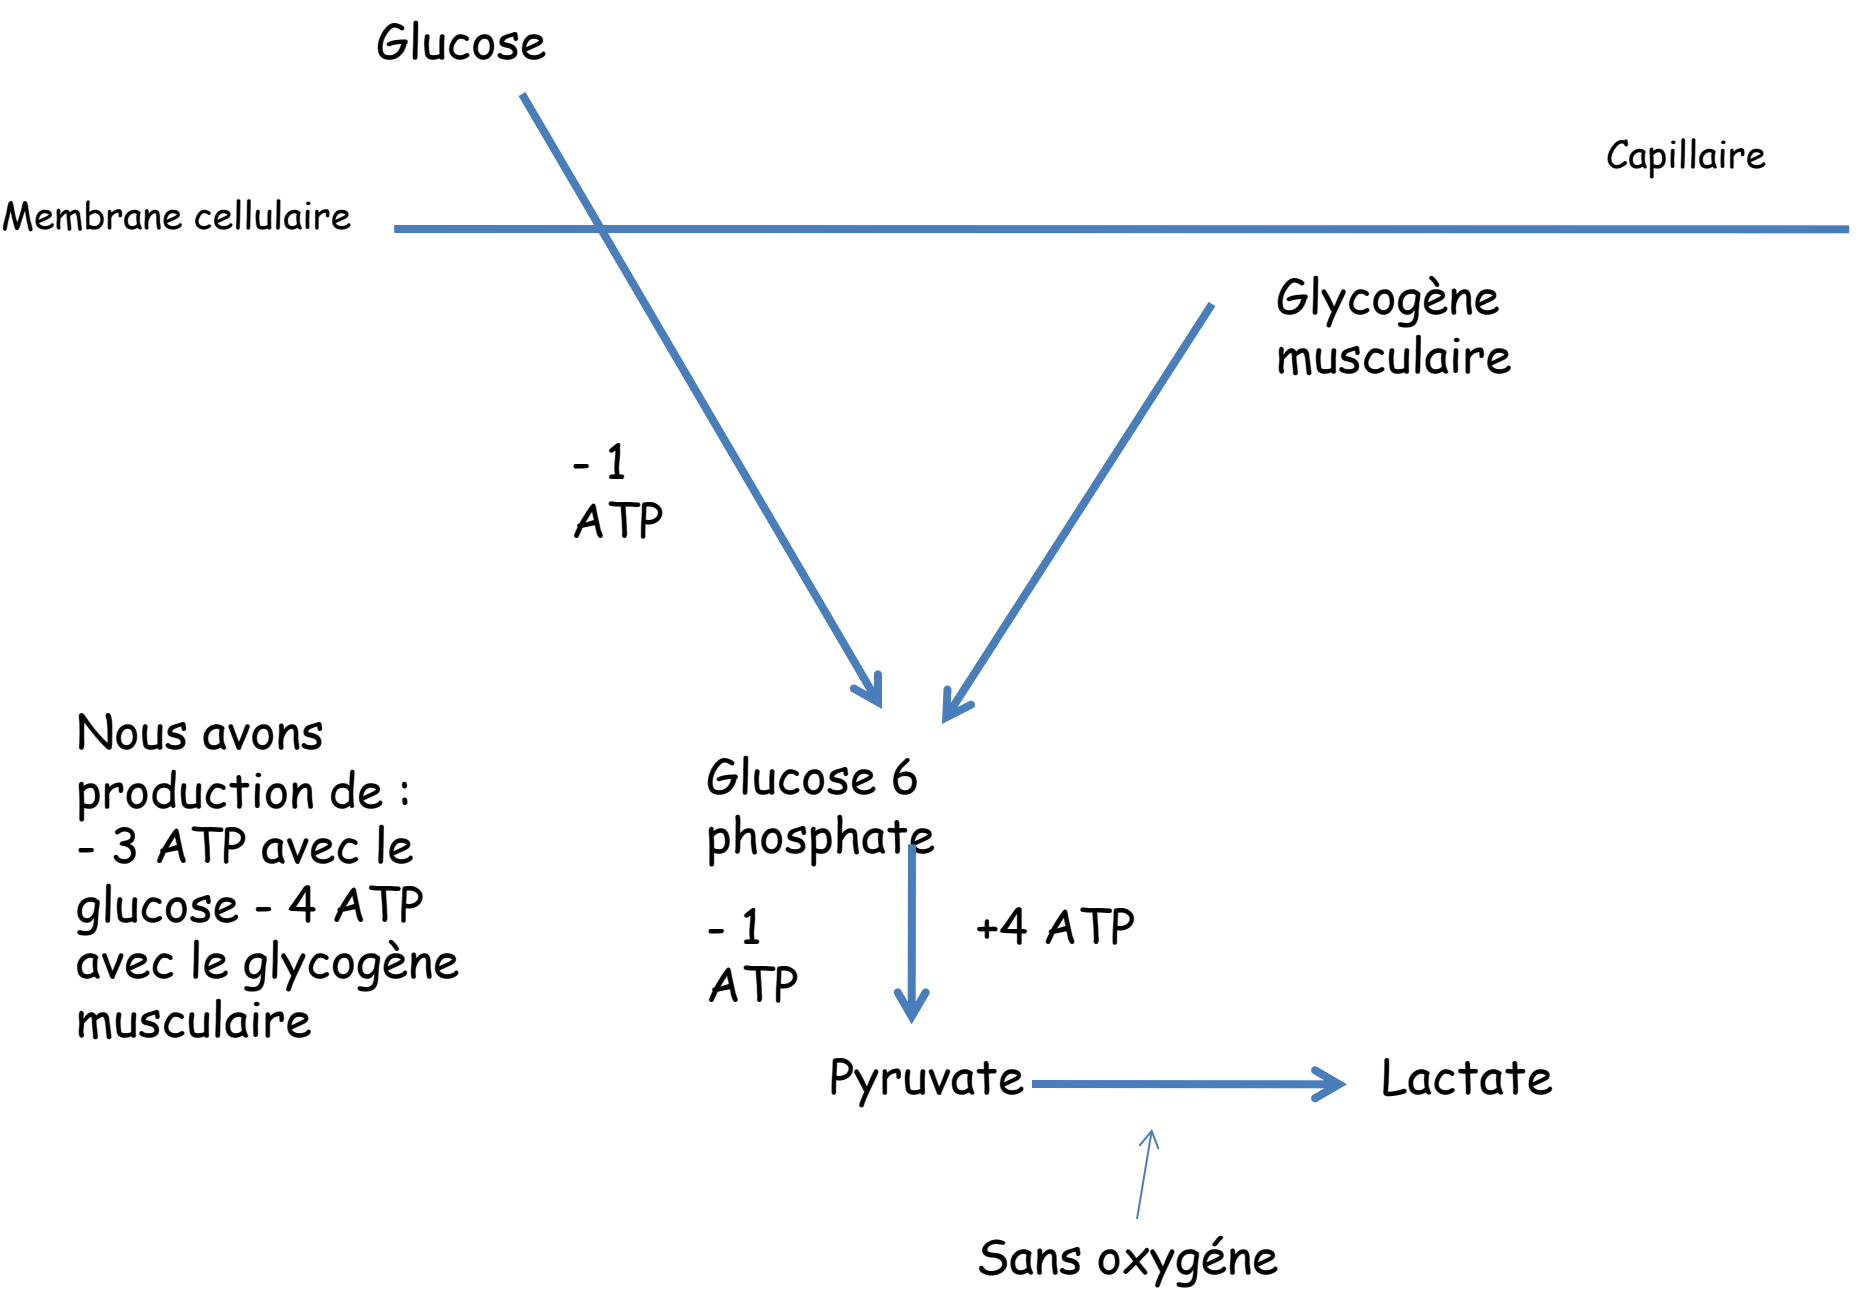 Glucose
Capillaire
Membrane cellulaire
Glycogène
musculaire
- 1
ATP
Nous avons
production de :
- 3 ATP avec le
glucose - 4 ATP
avec le glycogène
musculaire
Glucose 6
phosphate
- 1
ATP
+4 ATP
Pyruvate
Lactate
Sans oxygéne